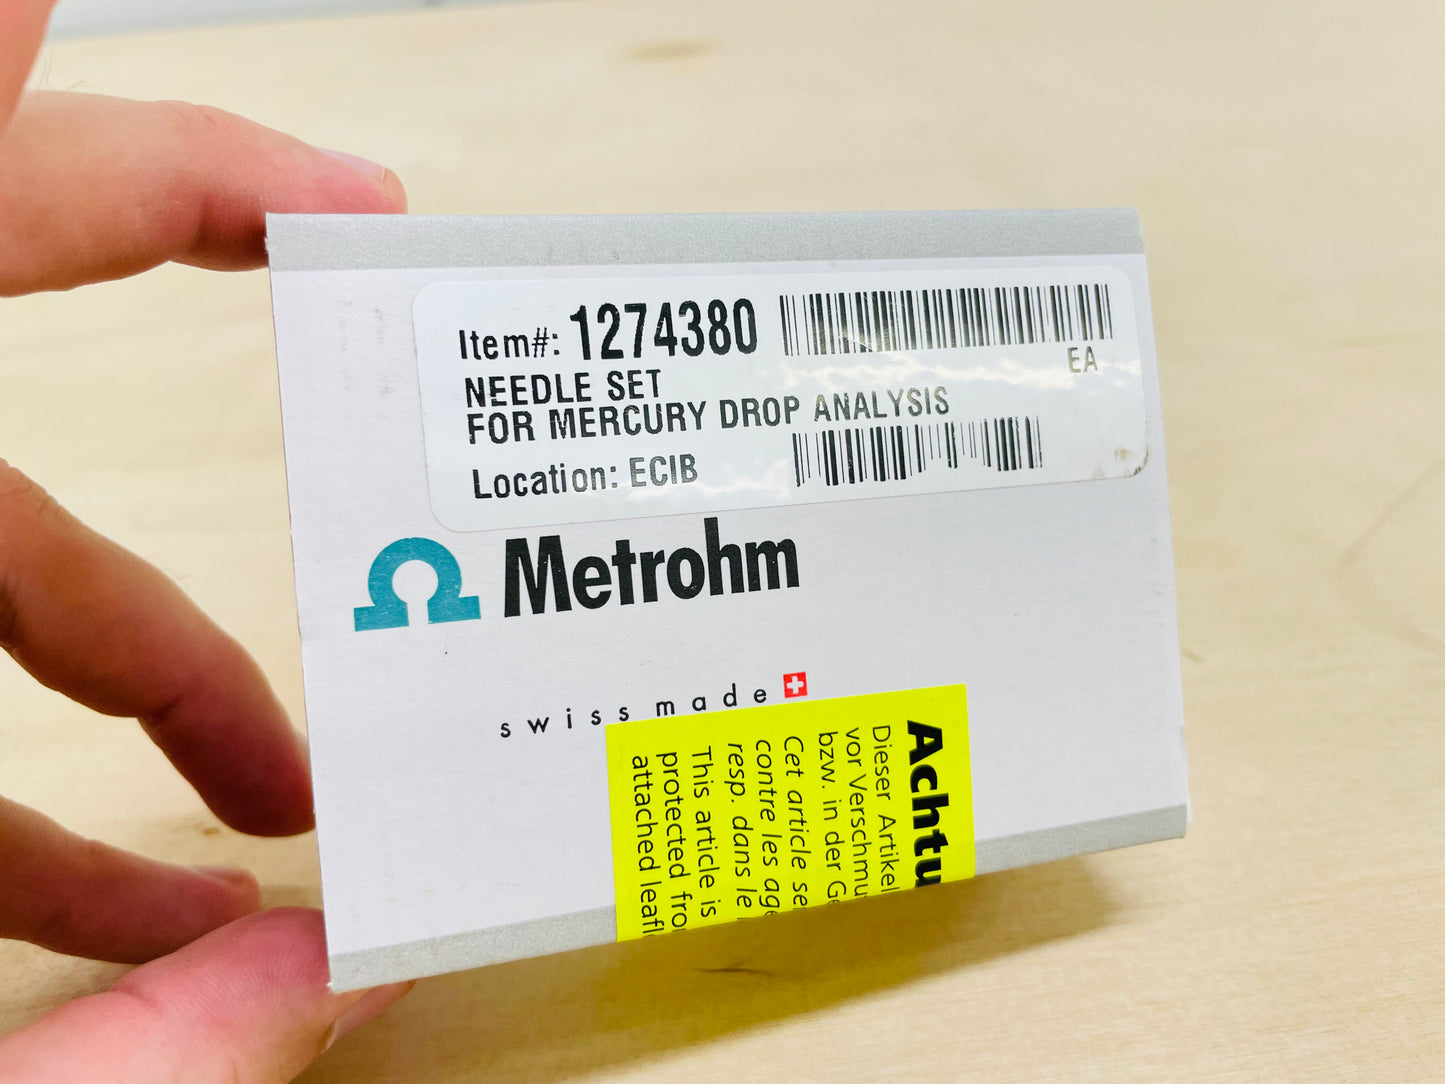 Item#: 1274380
EA
NEEDLE SET
FOR MERCURY DROP ANALYSIS
Location: ECIB
Metrohm
swiss made
Achtu
Dieser Artikel
vor Verschmu
bzw. in der Ge
Cet article se
contre les age
resp. dans le
This article is
protected fro
attached leafl